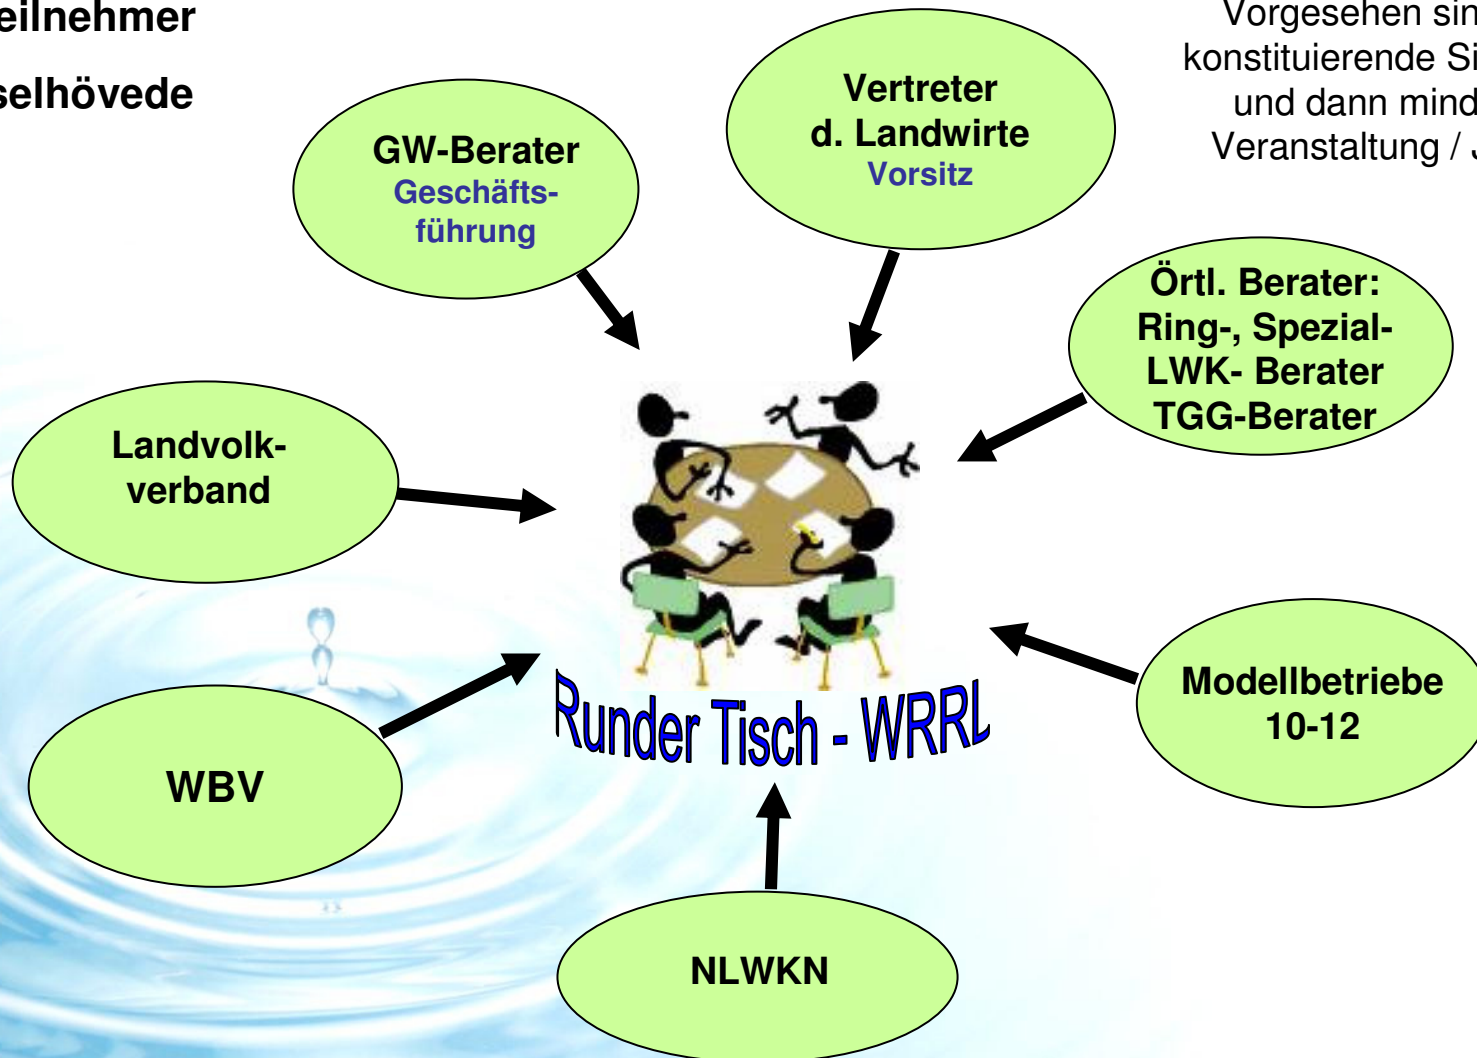 eilnehmer
selhövede
Vorgesehen sin
konstituierende Si
und dann mind
Veranstaltung / J
GW-Berater
Geschäfts-
führung
Vertreter
d. Landwirte
Vorsitz
Örtl. Berater:
Ring-, Spezial-
LWK- Berater
TGG-Berater
Landvolk-
verband
Modellbetriebe
10-12
WBV
Runder Tisch - WRRL
NLWKN